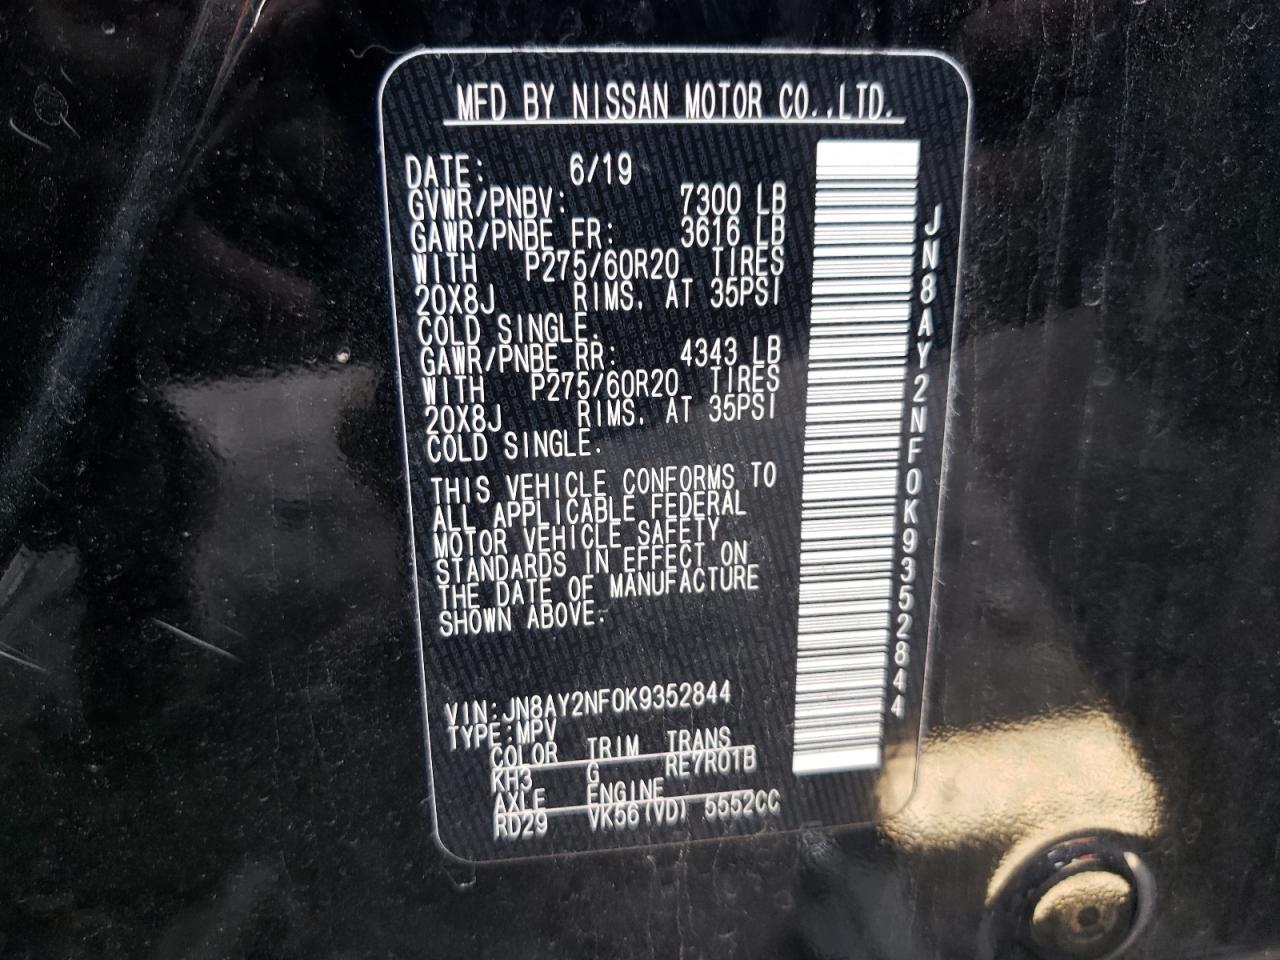 MFD BY NISSAN MOTOR CO.,LTD.
DATE: 6/19
GVWR/PNBV: 7300 LB
GAWR/PNBE FR: 3616 LB
WITH P275/60R20 TIRES
20X8J RIMS, AT 35PSI
COLD SINGLE.
GAWR/PNBE RR: 4343 LB
WITH P275/60R20 TIRES
20X8J RIMS, AT 35PSI
COLD SINGLE.
THIS VEHICLE CONFORMS TO
ALL APPLICABLE FEDERAL
MOTOR VEHICLE SAFETY
STANDARDS IN EFFECT ON
THE DATE OF MANUFACTURE
SHOWN ABOVE.
VIN:JN8AY2NF0K9352844
TYPE:MPV
COLOR TRIM TRANS
KH3 G RE7R01B
AXLE ENGINE
RD29 VK56(VD) 5552CC
JN8AY2NF0K9352844